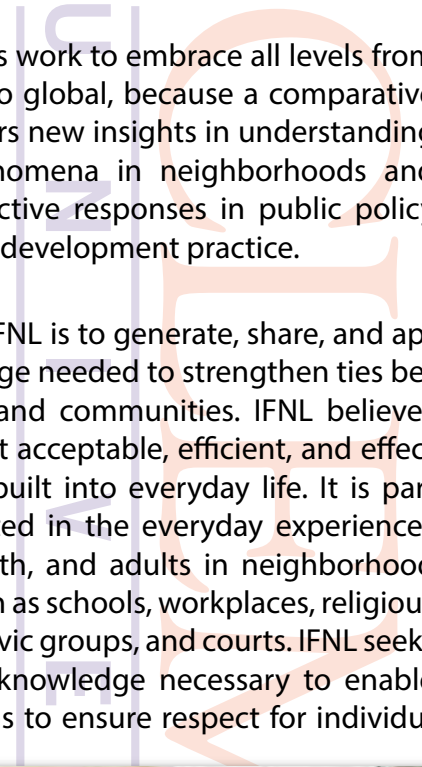 s work to embrace all levels from
o global, because a comparative
rs new insights in understanding
nomena in neighborhoods and
ctive responses in public policy
development practice.
FNL is to generate, share, and ap
ge needed to strengthen ties be
and communities. IFNL believe
t acceptable, efficient, and effec
built into everyday life. It is par
ted in the everyday experience
th, and adults in neighborhood
h as schools, workplaces, religiou
vic groups, and courts. IFNL seek
knowledge necessary to enable
s to ensure respect for individu
U N I V E
CLEM